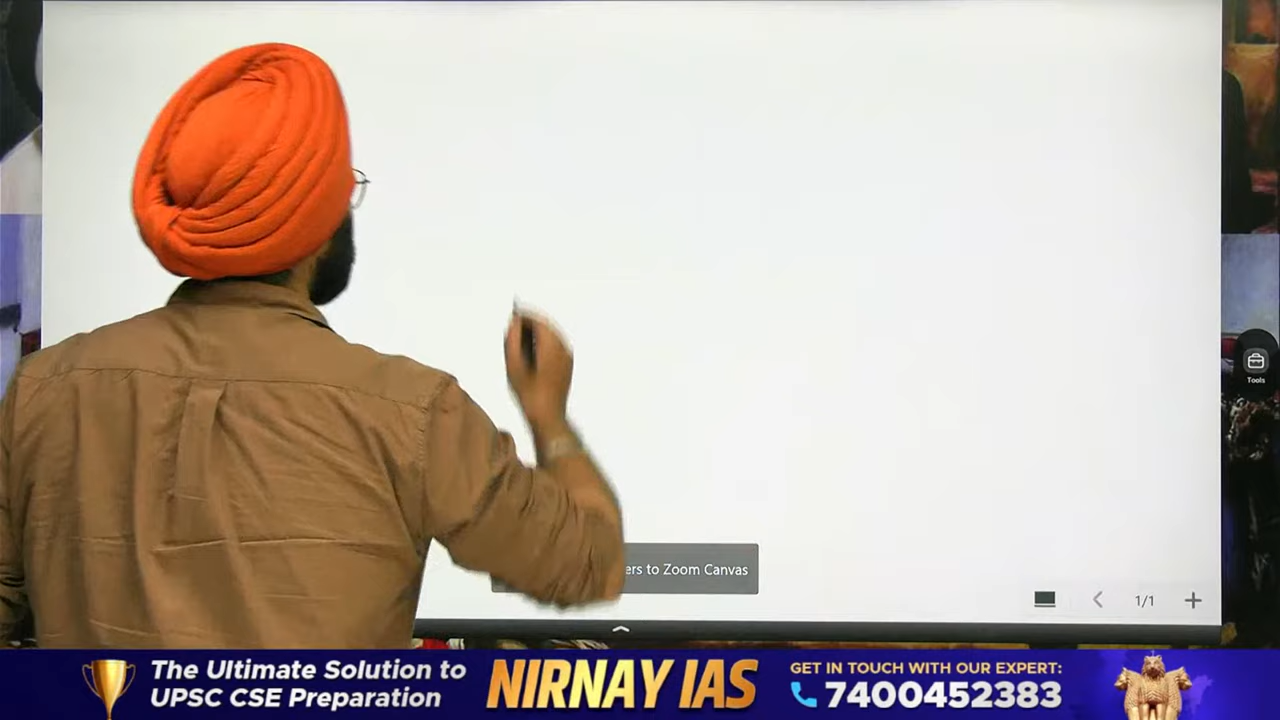 Tools
ers to Zoom Canvas
1/1
The Ultimate Solution to
UPSC CSE Preparation
NIRNAY IAS
GET IN TOUCH WITH OUR EXPERT:
7400452383